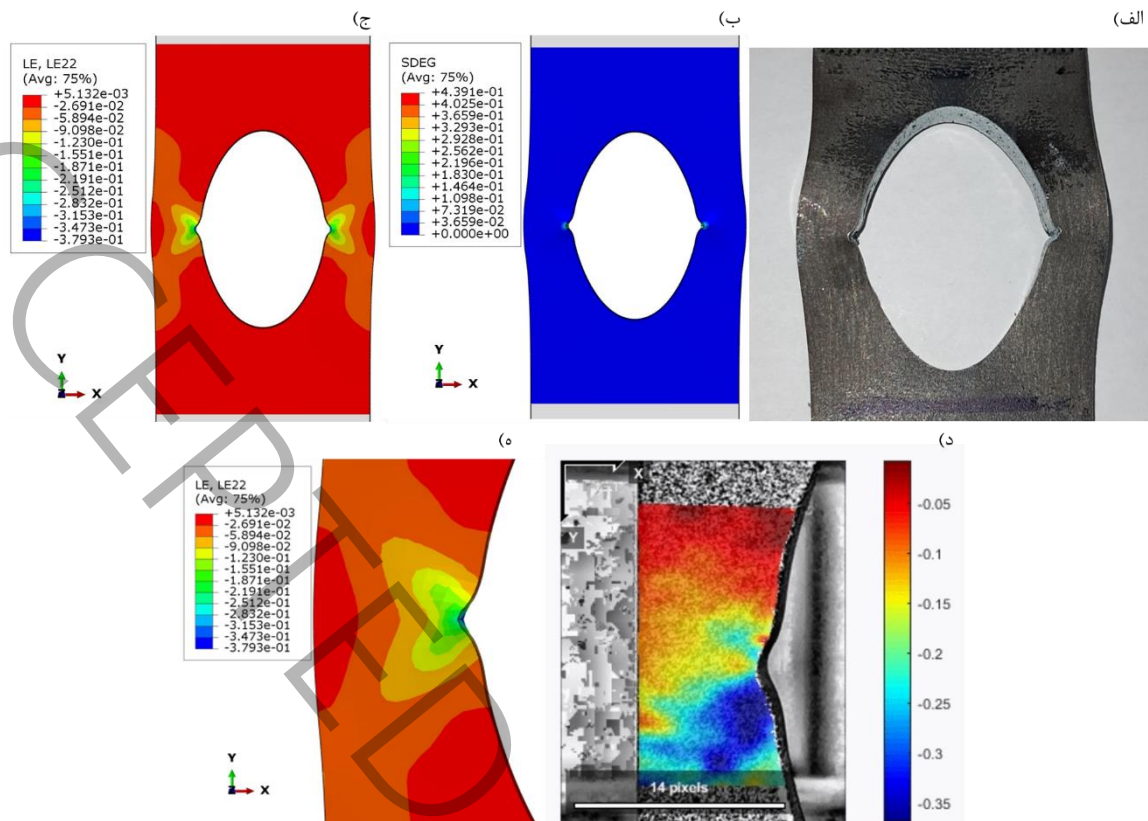 الف)
ب)
ج)
SDEG
(Avg: 75%)
+4.391e-01
+4.025e-01
+3.659e-01
+3.293e-01
+2.928e-01
+2.562e-01
+2.196e-01
+1.830e-01
+1.464e-01
+1.098e-01
+7.319e-02
+3.659e-02
+0.000e+00
Y
Z
X
LE, LE22
(Avg: 75%)
+5.132e-03
-2.691e-02
-5.894e-02
-9.098e-02
-1.230e-01
-1.551e-01
-1.871e-01
-2.191e-01
-2.512e-01
-2.832e-01
-3.153e-01
-3.473e-01
-3.793e-01
Y
Z
X
د)
ه)
X
Y
14 pixels
-0.05
-0.1
-0.15
-0.2
-0.25
-0.3
-0.35
LE, LE22
(Avg: 75%)
+5.132e-03
-2.691e-02
-5.894e-02
-9.098e-02
-1.230e-01
-1.551e-01
-1.871e-01
-2.191e-01
-2.512e-01
-2.832e-01
-3.153e-01
-3.473e-01
-3.793e-01
Y
Z
X
CEPTED